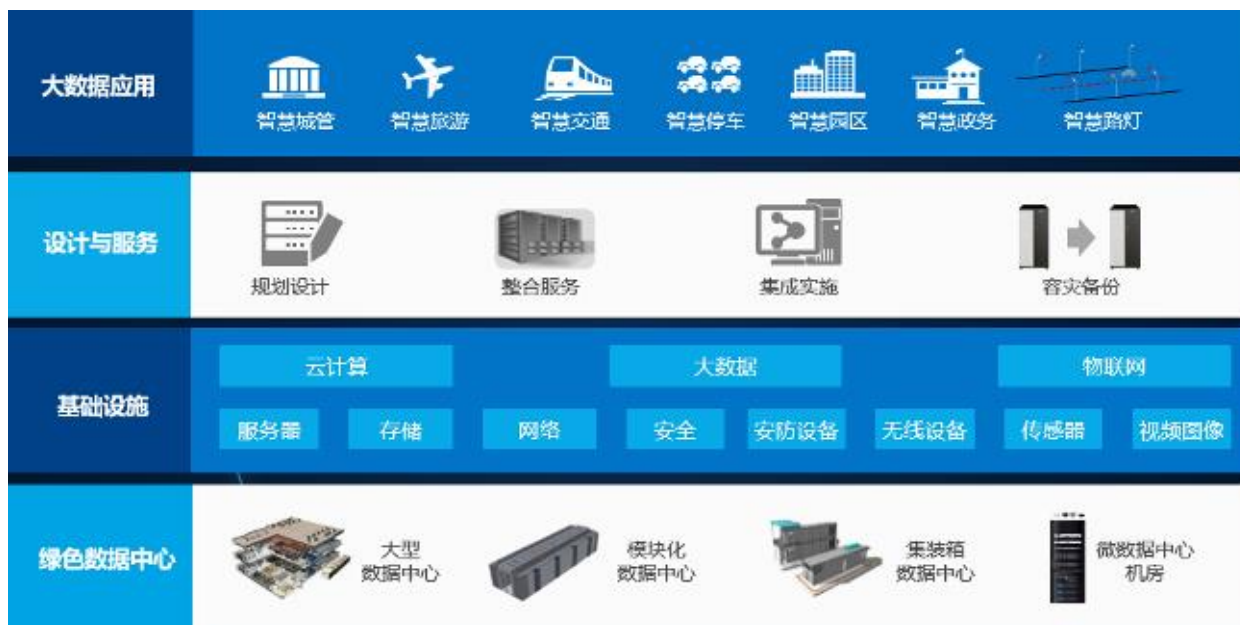 大数据应用
智慧城管
智慧旅游
智慧交通
智慧停车
智慧园区
智慧政务
智慧路灯
设计与服务
规划设计
整合服务
集成实施
容灾备份
基础设施
云计算
大数据
物联网
服务器
存储
网络
安全
安防设备
无线设备
传感器
视频图像
绿色数据中心
大型
数据中心
模块化
数据中心
集装箱
数据中心
微数据中心
机房